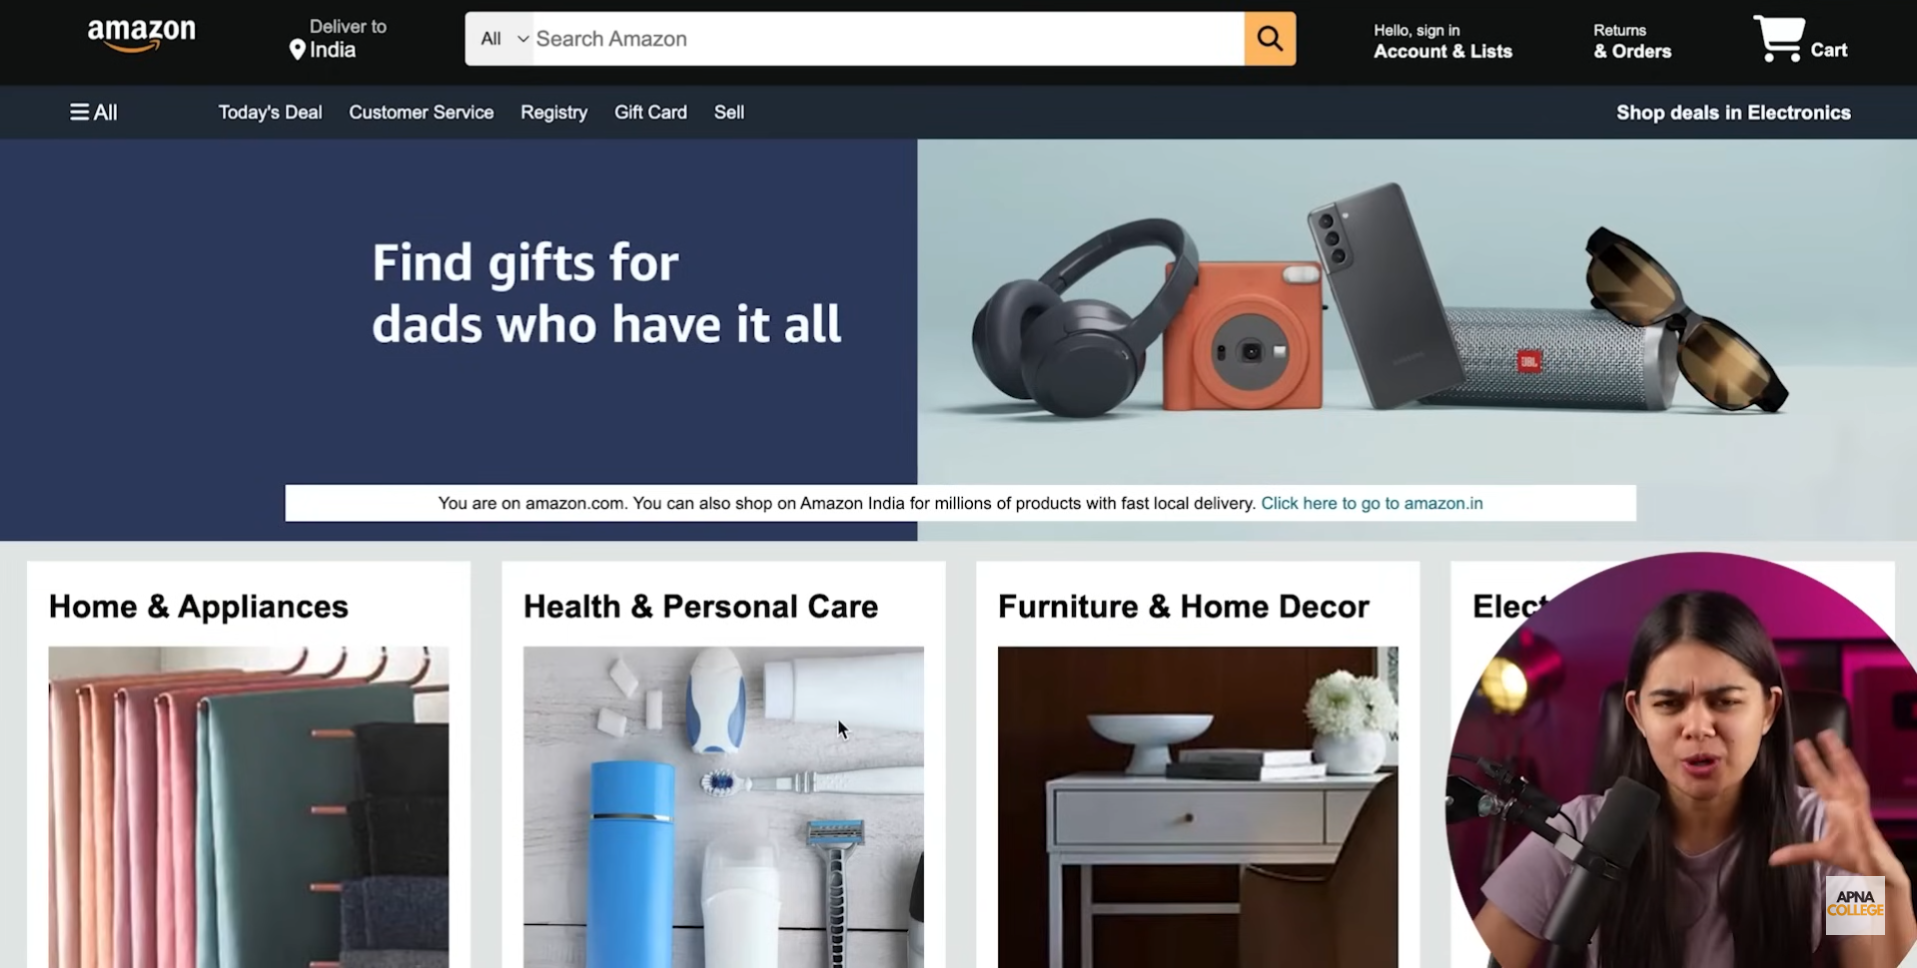 amazon
Deliver to
India
All
Search Amazon
Hello, sign in
Account & Lists
Returns
& Orders
Cart
All
Today's Deal
Customer Service
Registry
Gift Card
Sell
Shop deals in Electronics
Find gifts for
dads who have it all
JBL
You are on amazon.com. You can also shop on Amazon India for millions of products with fast local delivery. Click here to go to amazon.in
Home & Appliances
Health & Personal Care
Furniture & Home Decor
Elect
APNA
COLLEGE